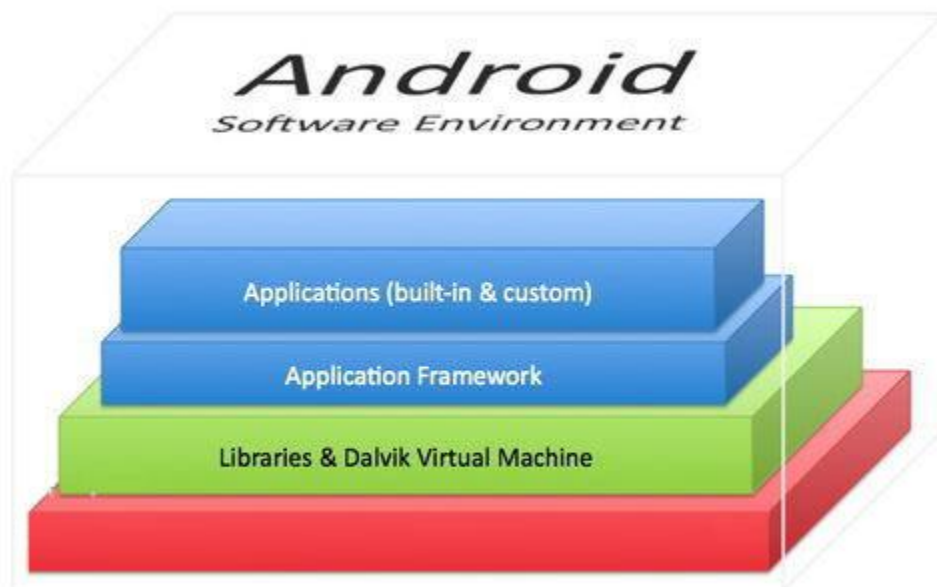 Android
Software Environment
Applications (built-in & custom)
Application Framework
Libraries & Dalvik Virtual Machine